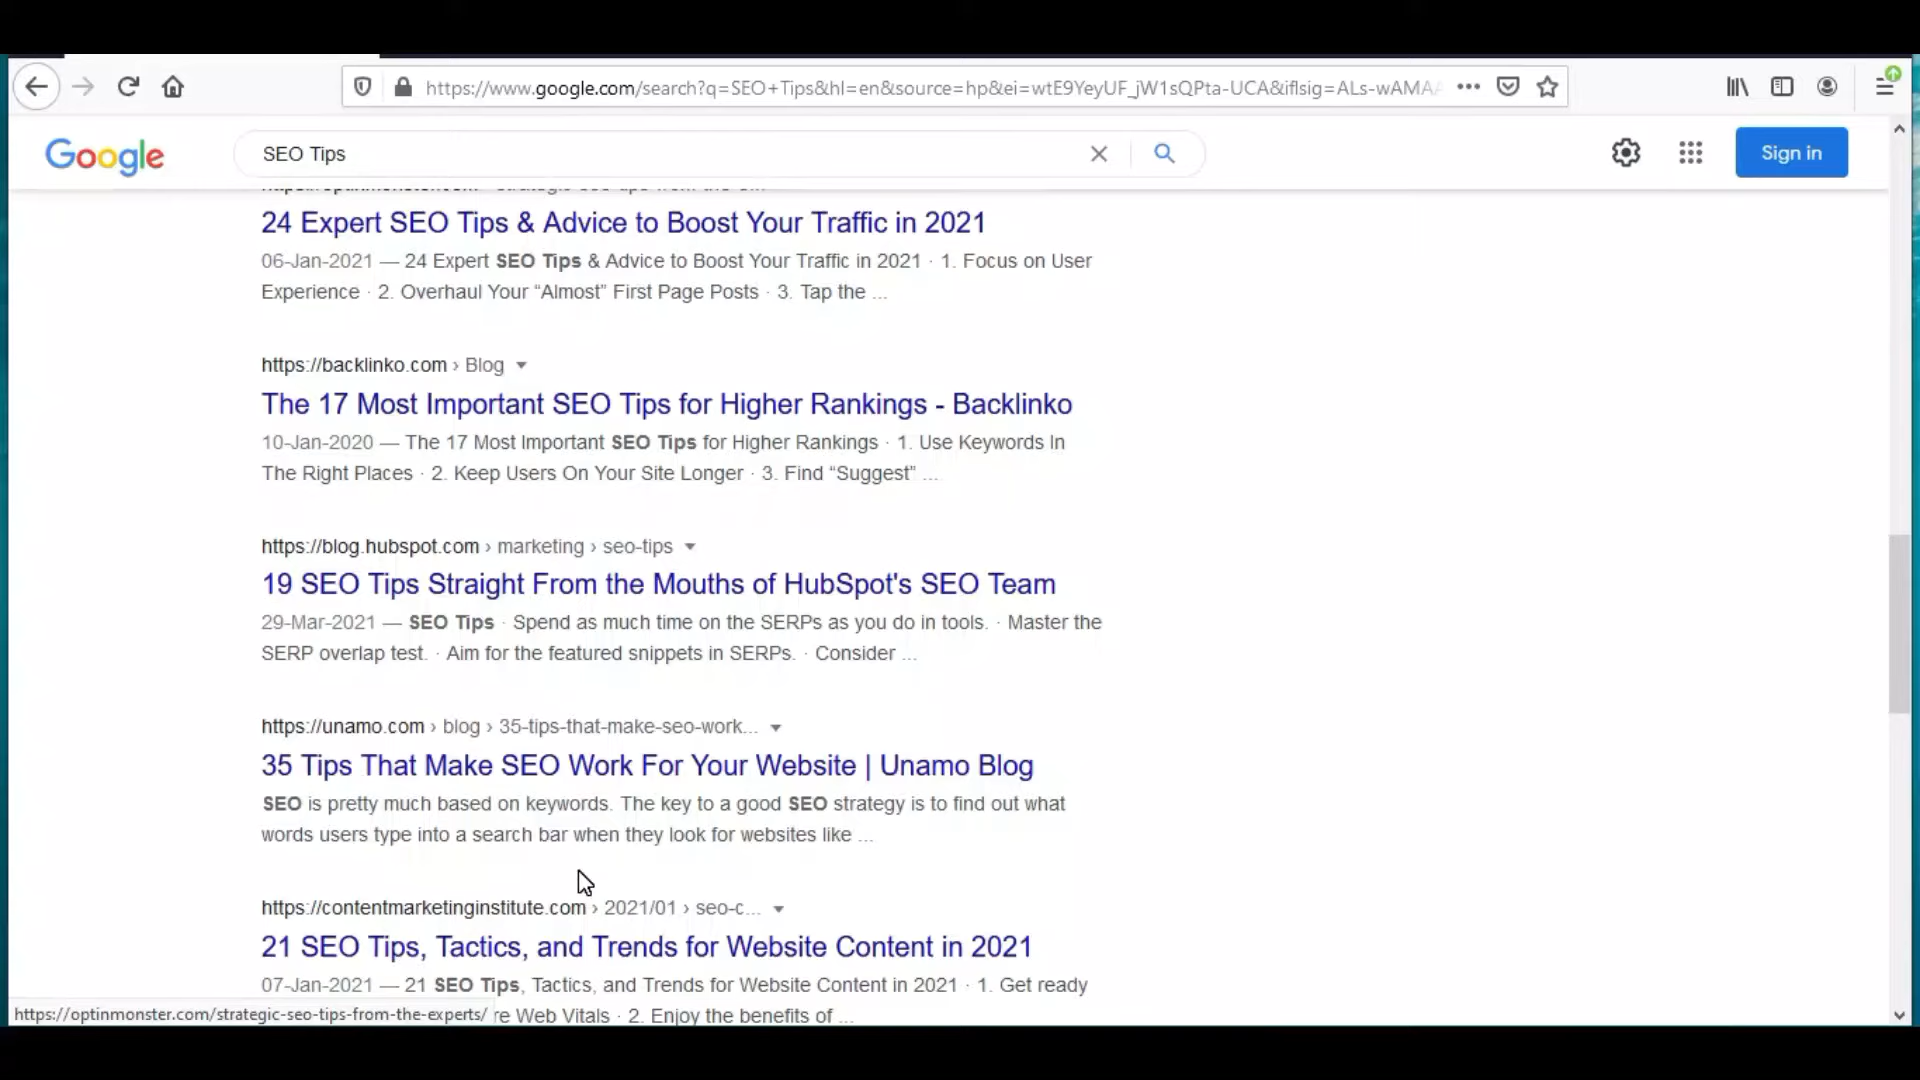 https://www.google.com/search?q=SEO+Tips&hl=en&source=hp&ei=wtE9YeyUF_jW1sQPta-UCA&iflsig=ALs-wAMAA
Google
SEO Tips
Sign in
24 Expert SEO Tips & Advice to Boost Your Traffic in 2021
06-Jan-2021 — 24 Expert SEO Tips & Advice to Boost Your Traffic in 2021 · 1. Focus on User
Experience · 2. Overhaul Your “Almost” First Page Posts · 3. Tap the ...
https://backlinko.com › Blog
The 17 Most Important SEO Tips for Higher Rankings - Backlinko
10-Jan-2020 — The 17 Most Important SEO Tips for Higher Rankings · 1. Use Keywords In
The Right Places · 2. Keep Users On Your Site Longer · 3. Find “Suggest” ...
https://blog.hubspot.com › marketing › seo-tips
19 SEO Tips Straight From the Mouths of HubSpot's SEO Team
29-Mar-2021 — SEO Tips · Spend as much time on the SERPs as you do in tools. · Master the
SERP overlap test. · Aim for the featured snippets in SERPs. · Consider ...
https://unamo.com › blog › 35-tips-that-make-seo-work...
35 Tips That Make SEO Work For Your Website | Unamo Blog
SEO is pretty much based on keywords. The key to a good SEO strategy is to find out what
words users type into a search bar when they look for websites like ...
https://contentmarketinginstitute.com › 2021/01 › seo-c...
21 SEO Tips, Tactics, and Trends for Website Content in 2021
07-Jan-2021 — 21 SEO Tips, Tactics, and Trends for Website Content in 2021 · 1. Get ready
https://optinmonster.com/strategic-seo-tips-from-the-experts/ re Web Vitals · 2. Enjoy the benefits of ...